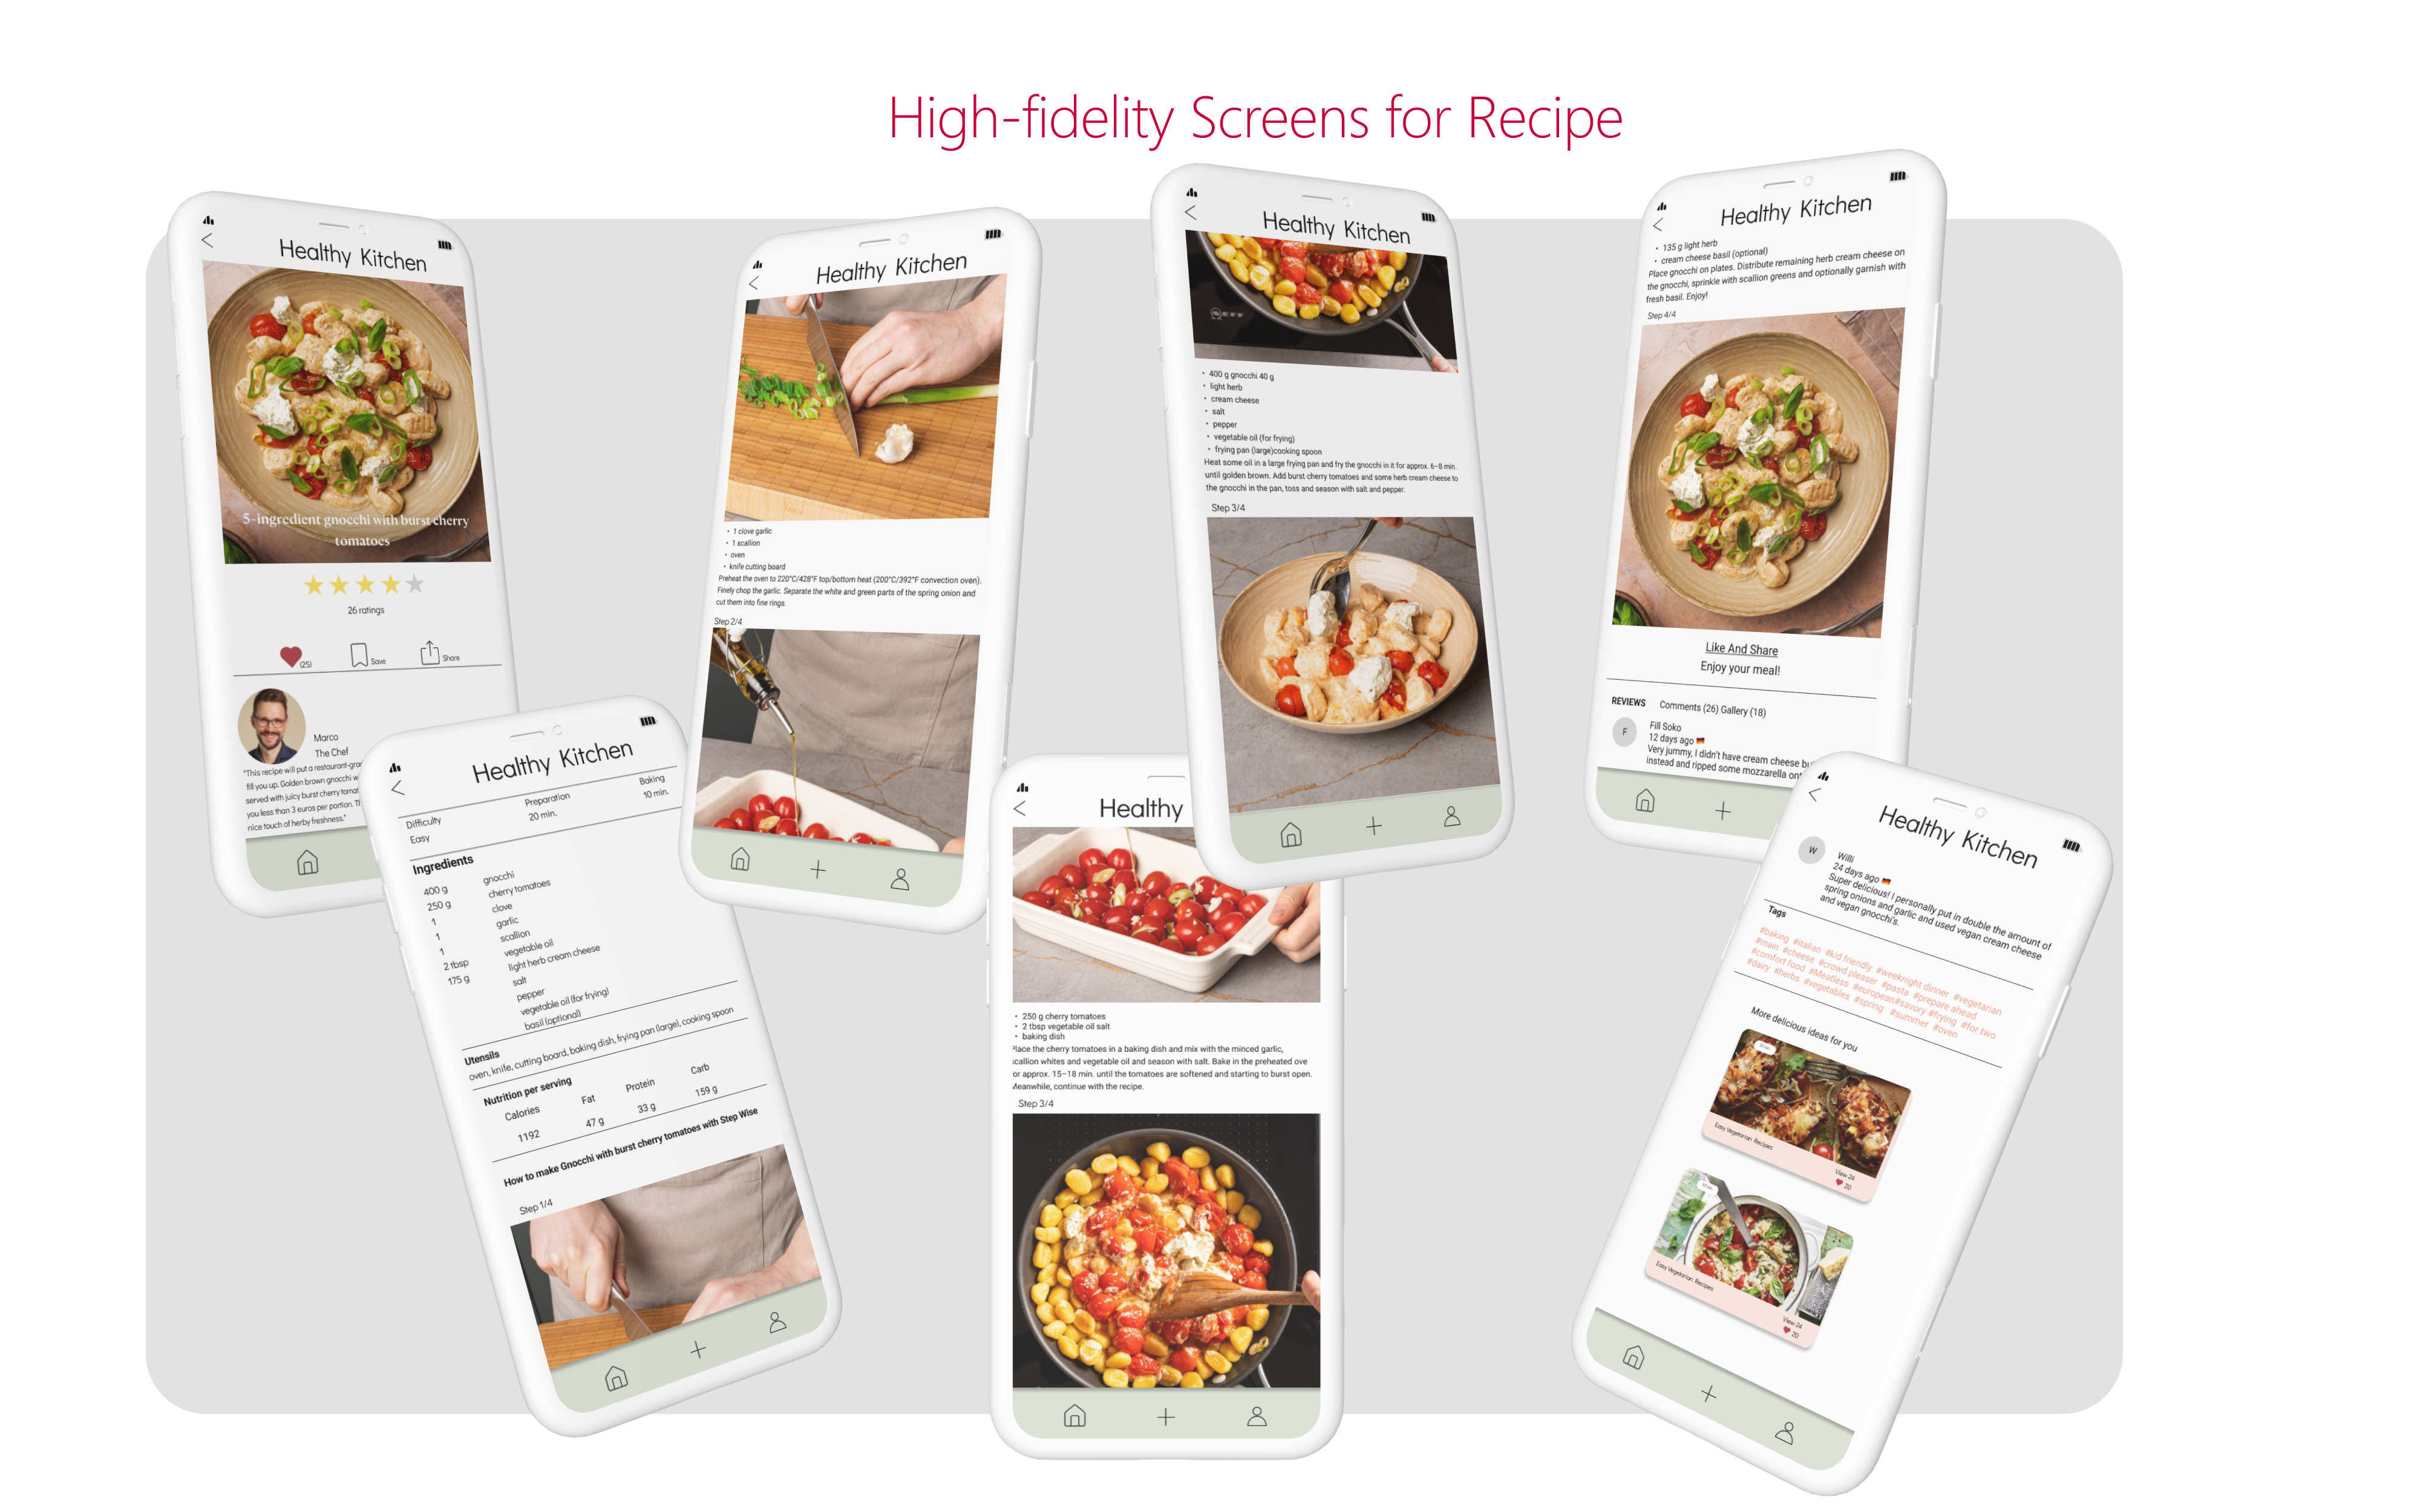 High-fidelity Screens for Recipe
Healthy Kitchen
5-ingredient gnocchi with burst cherry
tomatoes
26 ratings
(25)
Save
Share
Marco
The Chef
"This recipe will put a restaurant-
fill you up. Golden brown gnocchi
served with juicy burst cherry
you less than 3 euros per portion.
nice touch of herby freshness."
Healthy Kitchen
Difficulty Preparation Baking
Easy 20 min. 10 min.
Ingredients
400 g gnocchi
250 g cherry tomatoes
1 clove
1 garlic
1 scallion
2 tbsp vegetable oil
175 g light herb cream cheese
salt
pepper
vegetable oil (for frying)
basil (optional)
Utensils
oven, knife, cutting board, baking dish, frying pan (large), cooking spoon
Nutrition per serving
Calories Fat Protein Carb
1192 47 g 33 g 159 g
How to make Gnocchi with burst cherry tomatoes with Step Wise
Step 1/4
Healthy Kitchen
• 1 clove garlic
• 1 scallion
• oven
• knife cutting board
Preheat the oven to 220°C/428°F top/bottom heat (200°C/392°F convection oven).
Finely chop the garlic. Separate the white and green parts of the spring onion and
cut them into fine rings.
Step 2/4
Healthy
• 250 g cherry tomatoes
• 2 tbsp vegetable oil salt
• baking dish
Place the cherry tomatoes in a baking dish and mix with the minced garlic,
scallion whites and vegetable oil and season with salt. Bake in the preheated ove
or approx. 15-18 min. until the tomatoes are softened and starting to burst open.
Meanwhile, continue with the recipe.
Step 3/4
Healthy Kitchen
NEFF
• 400 g gnocchi 40 g
• light herb
• cream cheese
• salt
• pepper
• vegetable oil (for frying)
• frying pan (large)cooking spoon
Heat some oil in a large frying pan and fry the gnocchi in it for approx. 6-8 min.
until golden brown. Add burst cherry tomatoes and some herb cream cheese to
the gnocchi in the pan, toss and season with salt and pepper.
Step 3/4
Healthy Kitchen
• 135 g light herb
• cream cheese basil (optional)
Place gnocchi on plates. Distribute remaining herb cream cheese on
the gnocchi, sprinkle with scallion greens and optionally garnish with
fresh basil. Enjoy!
Step 4/4
Like And Share
Enjoy your meal!
REVIEWS Comments (26) Gallery (18)
F
Fill Soko
12 days ago
Very jummy, I didn't have cream cheese
instead and ripped some mozzarella
Healthy Kitchen
W
Willi
24 days ago
Super delicious! I personally put in double the amount of
spring onions and garlic and used vegan cream cheese
and vegan gnocchi's.
Tags
#baking #italian #kid friendly #weeknight dinner #vegetarian
#main #cheese #crowd pleaser #pasta #prepare ahead
#comfort food #Meatless #european#savory #frying #for two
#dairy #herbs #vegetables #spring #summer #oven
More delicious ideas for you
Easy Vegetarian Recipes
View 24
20
Easy Vegetarian Recipes
View 24
20